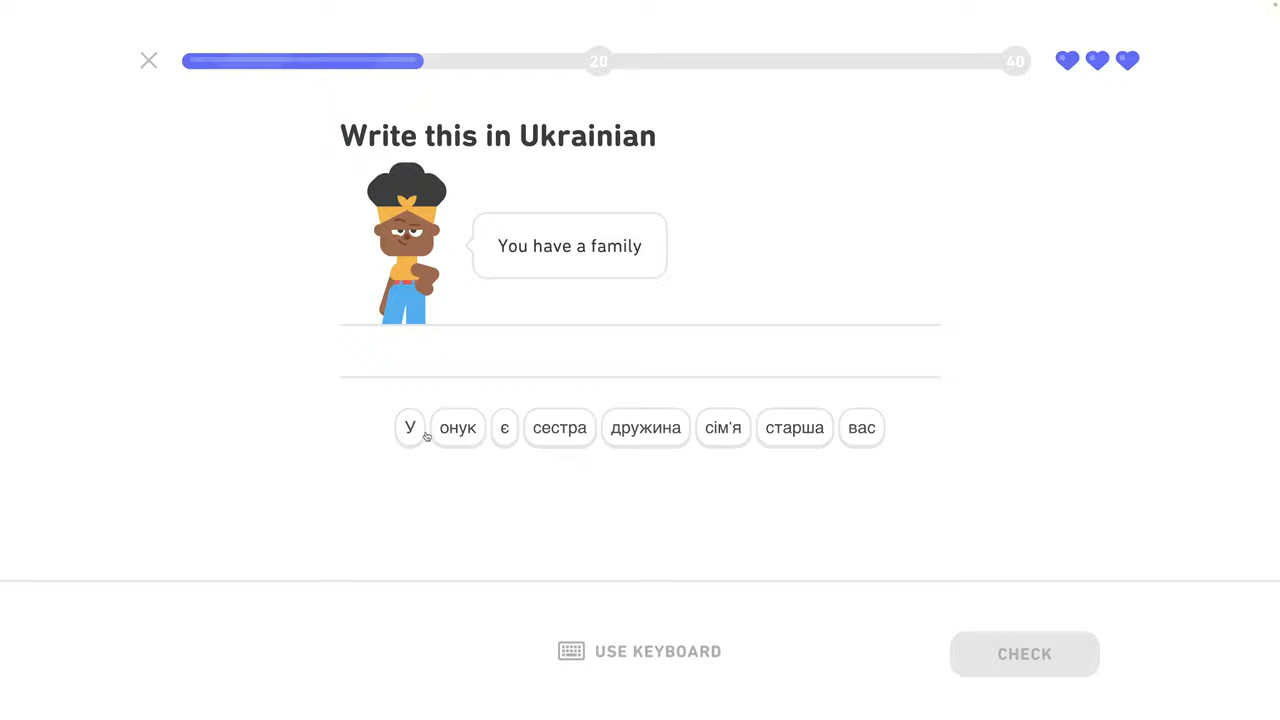 20
40
Write this in Ukrainian
You have a family
У онук є сестра дружина сім'я старша вас
USE KEYBOARD
CHECK